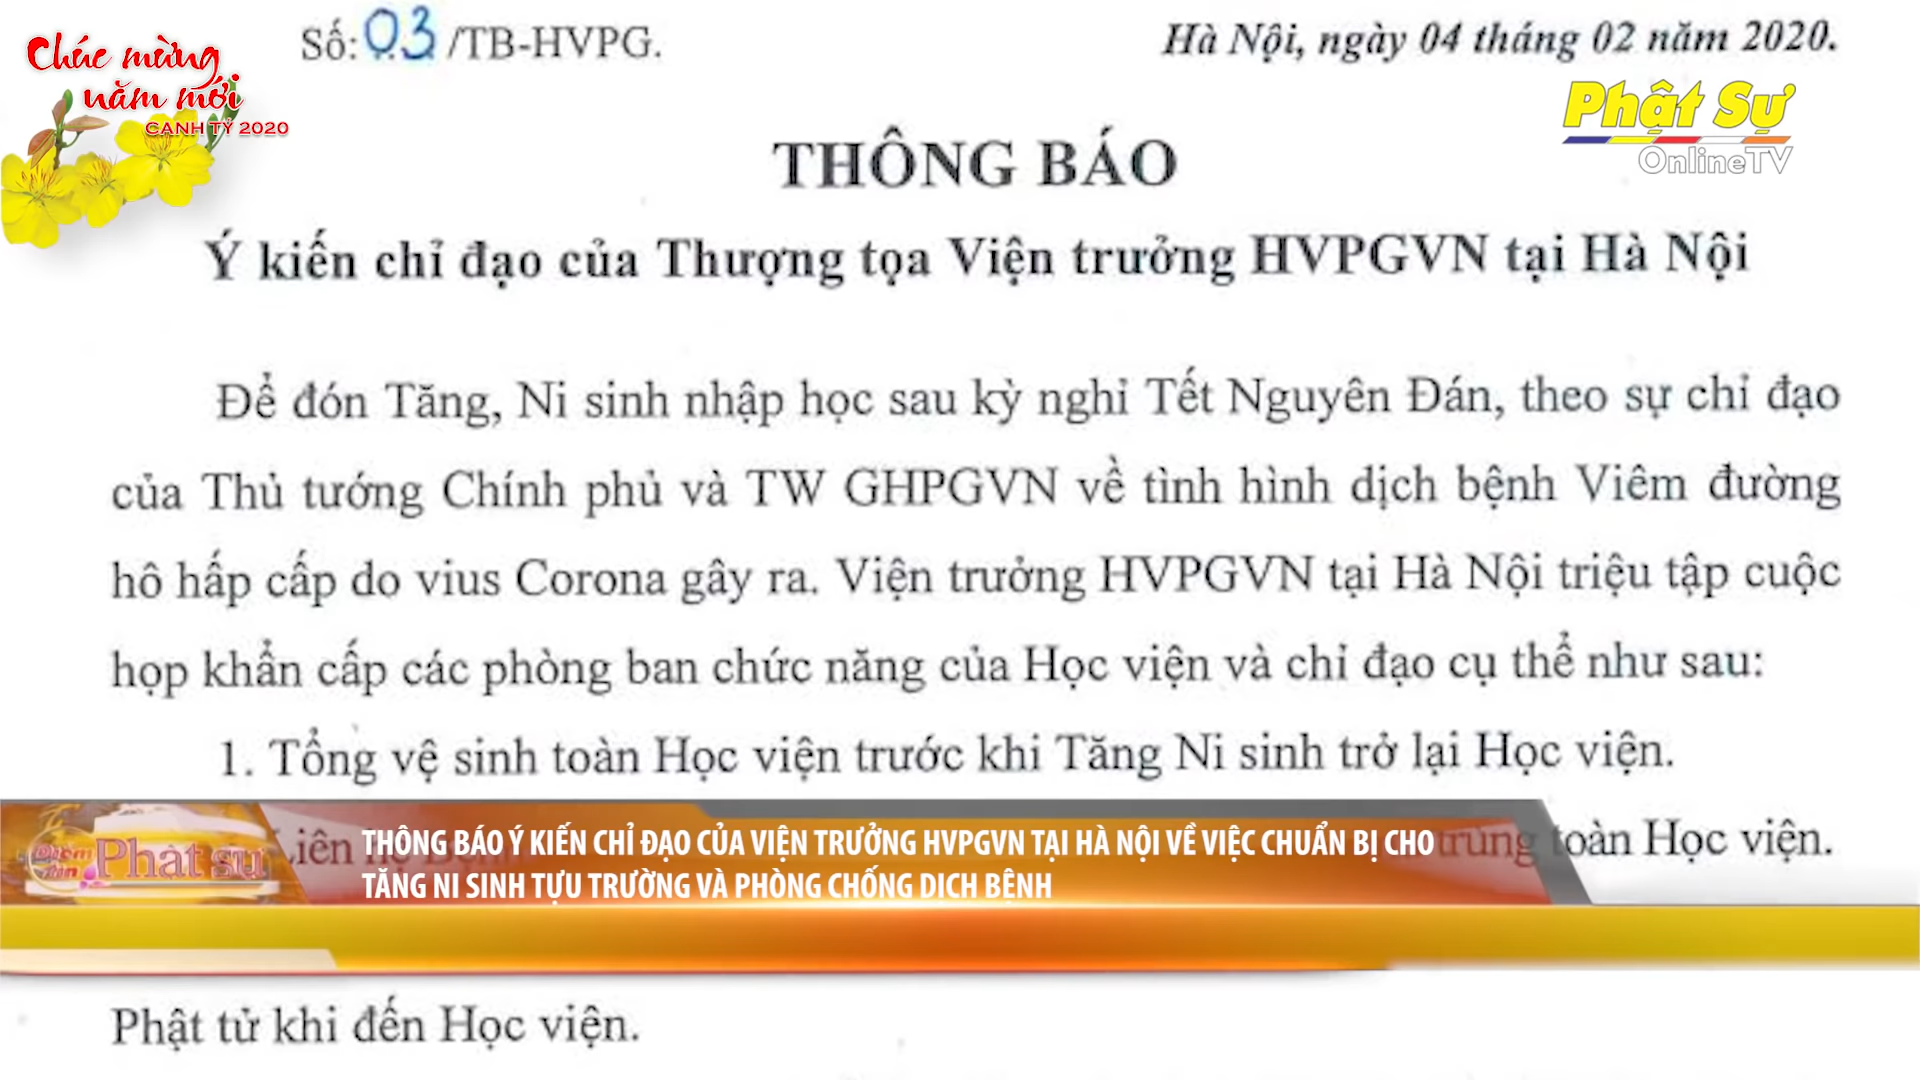 Chúc mừng
năm mới
CANH TÝ 2020
Số: 03 /TB-HVPG.
Hà Nội, ngày 04 tháng 02 năm 2020.
Phật Sự
OnlineTV
THÔNG BÁO
Ý kiến chỉ đạo của Thượng tọa Viện trưởng HVPGVN tại Hà Nội
Để đón Tăng, Ni sinh nhập học sau kỳ nghỉ Tết Nguyên Đán, theo sự chỉ đạo
của Thủ tướng Chính phủ và TW GHPGVN về tình hình dịch bệnh Viêm đường
hô hấp cấp do vius Corona gây ra. Viện trưởng HVPGVN tại Hà Nội triệu tập cuộc
họp khẩn cấp các phòng ban chức năng của Học viện và chỉ đạo cụ thể như sau:
1. Tổng vệ sinh toàn Học viện trước khi Tăng Ni sinh trở lại Học viện.
Liên hệ trùng toàn Học viện.
Điểm tin Phật sự
THÔNG BÁO Ý KIẾN CHỈ ĐẠO CỦA VIỆN TRƯỞNG HVPGVN TẠI HÀ NỘI VỀ VIỆC CHUẨN BỊ CHO
TĂNG NI SINH TỰU TRƯỜNG VÀ PHÒNG CHỐNG DỊCH BỆNH
Phật tử khi đến Học viện.